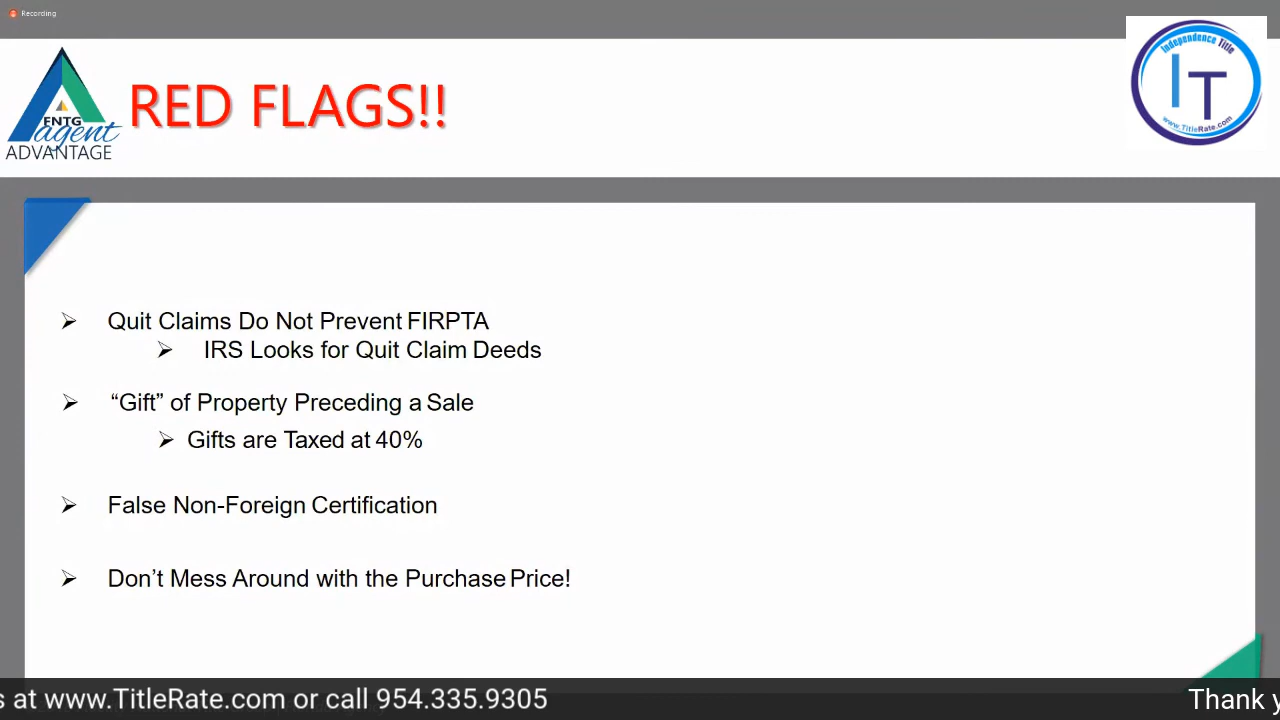 Recording
RED FLAGS!!
FNTG
agent
ADVANTAGE
Independence Title
IT
www.TitleRate.com
Quit Claims Do Not Prevent FIRPTA
IRS Looks for Quit Claim Deeds
“Gift” of Property Preceding a Sale
Gifts are Taxed at 40%
False Non-Foreign Certification
Don’t Mess Around with the Purchase Price!
s at www.TitleRate.com or call 954.335.9305
Thank y